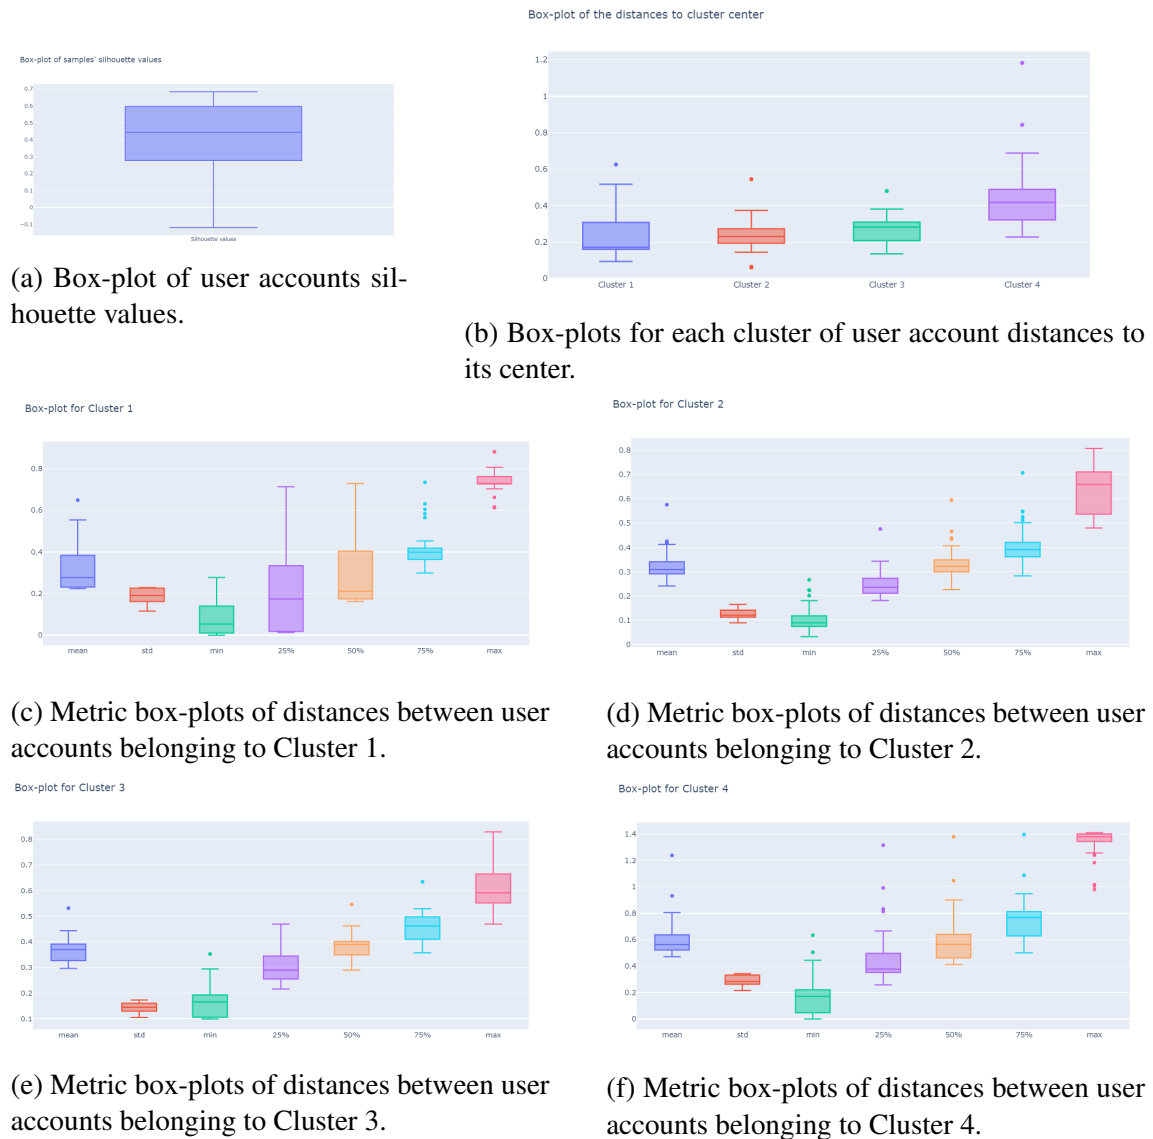 Box-plot of samples' silhouette values
0.7
0.6
0.5
0.4
0.3
0.2
0.1
0
−0.1
Silhouette values
(a) Box-plot of user accounts sil-
houette values.
Box-plot of the distances to cluster center
1.2
1
0.8
0.6
0.4
0.2
0
Cluster 1 Cluster 2 Cluster 3 Cluster 4
(b) Box-plots for each cluster of user account distances to
its center.
Box-plot for Cluster 1
0.8
0.6
0.4
0.2
0
mean std min 25% 50% 75% max
(c) Metric box-plots of distances between user
accounts belonging to Cluster 1.
Box-plot for Cluster 2
0.8
0.7
0.6
0.5
0.4
0.3
0.2
0.1
0
mean std min 25% 50% 75% max
(d) Metric box-plots of distances between user
accounts belonging to Cluster 2.
Box-plot for Cluster 3
0.8
0.7
0.6
0.5
0.4
0.3
0.2
0.1
mean std min 25% 50% 75% max
(e) Metric box-plots of distances between user
accounts belonging to Cluster 3.
Box-plot for Cluster 4
1.4
1.2
1
0.8
0.6
0.4
0.2
0
mean std min 25% 50% 75% max
(f) Metric box-plots of distances between user
accounts belonging to Cluster 4.